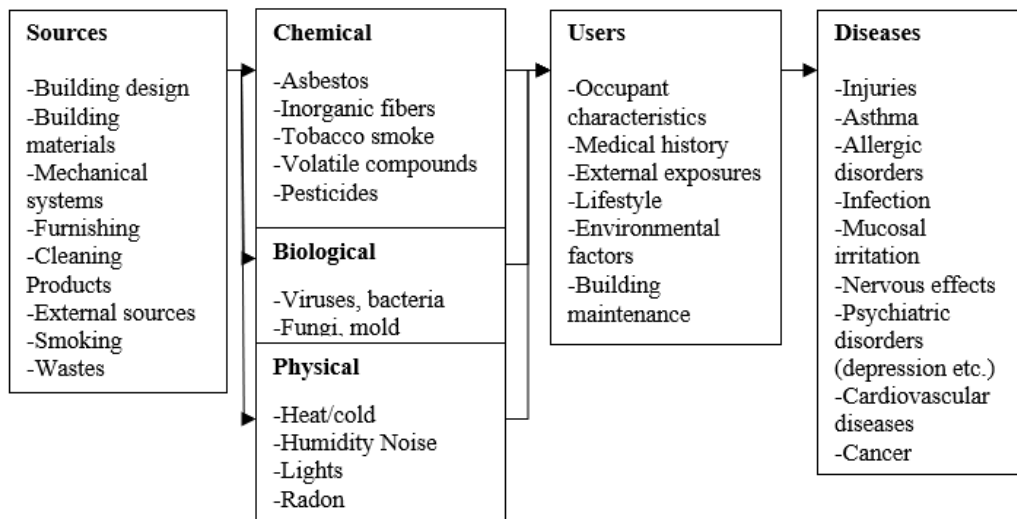 Sources
-Building design
-Building
materials
-Mechanical
systems
-Furnishing
-Cleaning
Products
-External sources
-Smoking
-Wastes
Chemical
-Asbestos
-Inorganic fibers
-Tobacco smoke
-Volatile compounds
-Pesticides
Biological
-Viruses, bacteria
-Fungi, mold
Physical
-Heat/cold
-Humidity Noise
-Lights
-Radon
Users
-Occupant
characteristics
-Medical history
-External exposures
-Lifestyle
-Environmental
factors
-Building
maintenance
Diseases
-Injuries
-Asthma
-Allergic
disorders
-Infection
-Mucosal
irritation
-Nervous effects
-Psychiatric
disorders
(depression etc.)
-Cardiovascular
diseases
-Cancer